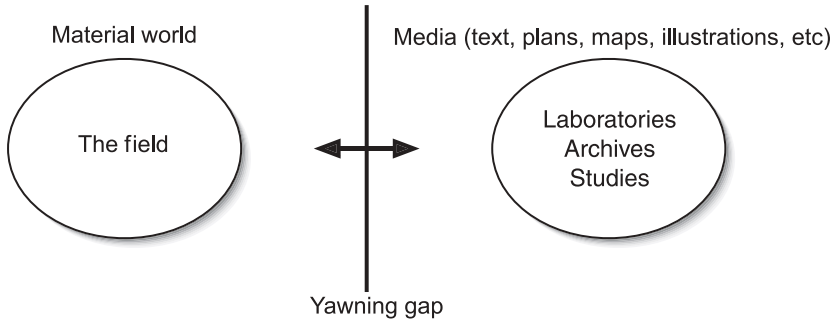 Material world
Media (text, plans, maps, illustrations, etc)
The field
Laboratories
Archives
Studies
Yawning gap